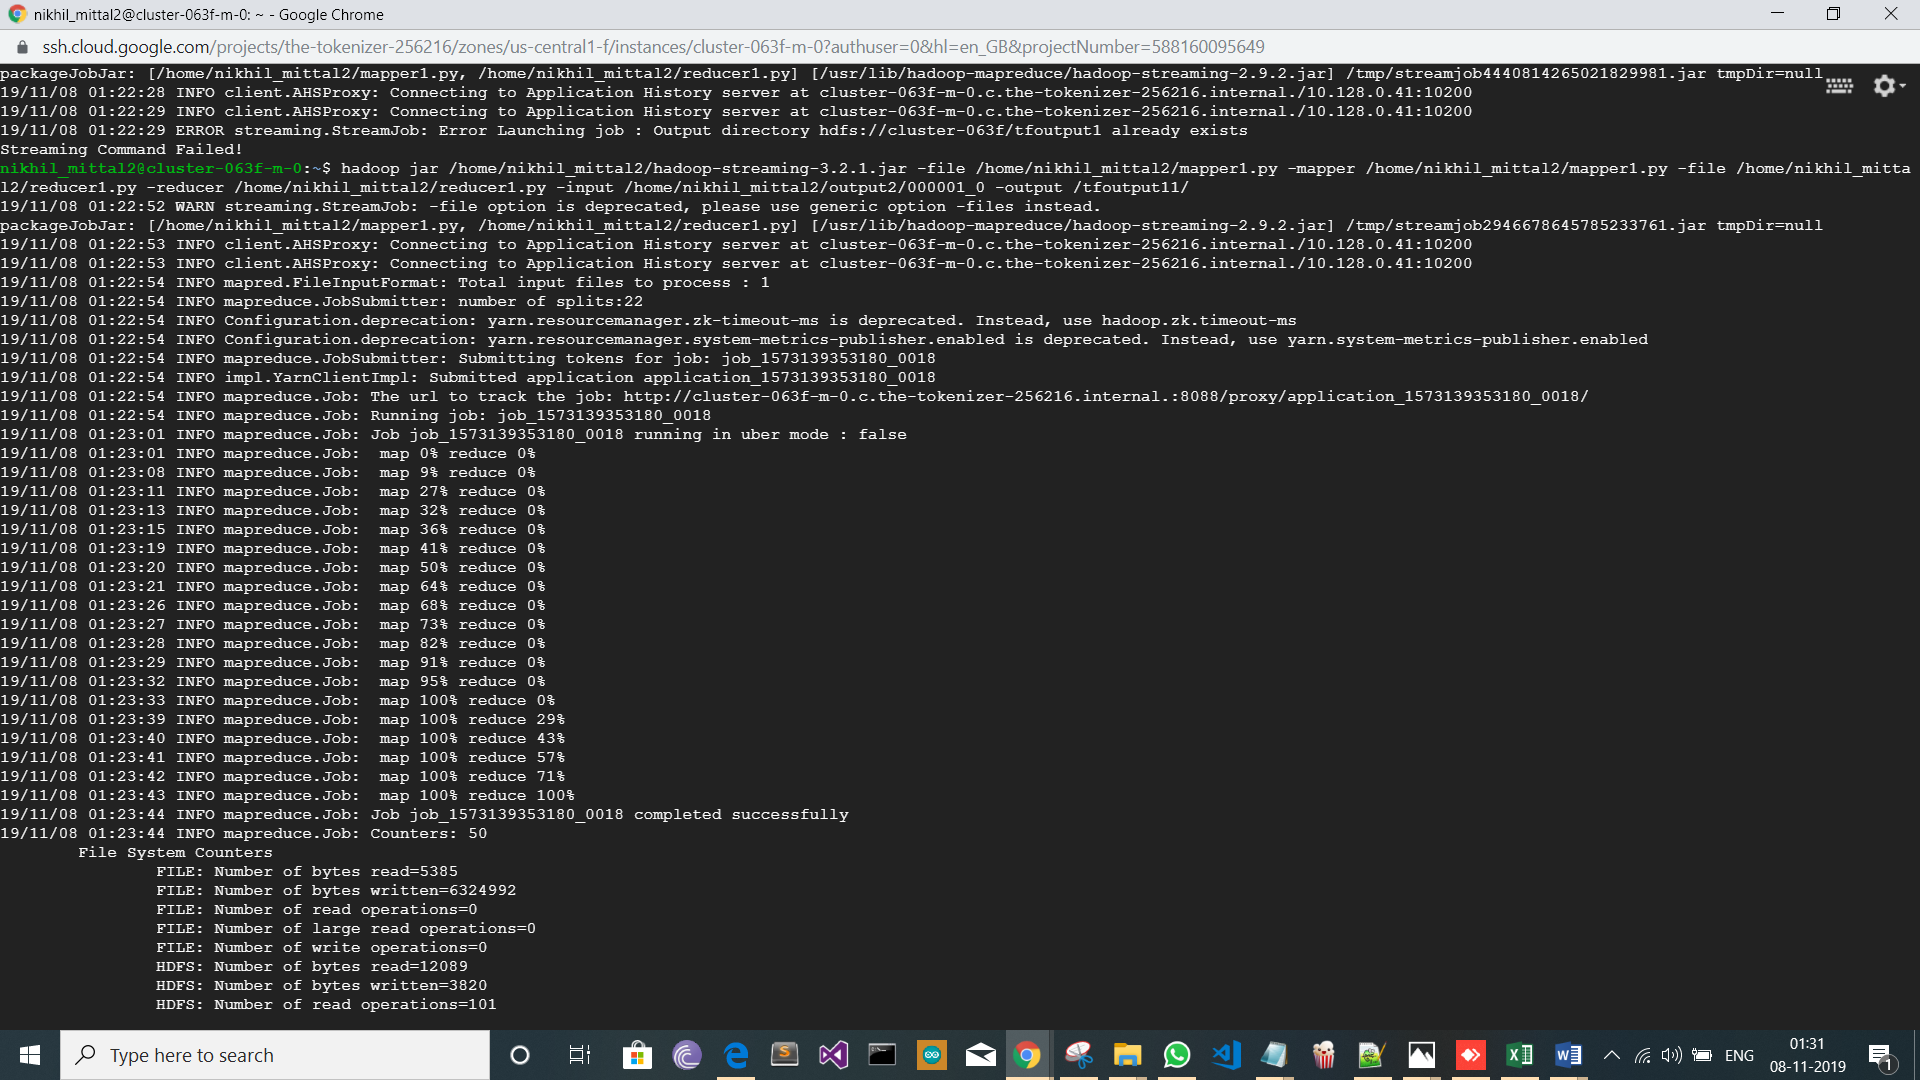 nikhil_mittal2@cluster-063f-m-0: ~ - Google Chrome
ssh.cloud.google.com/projects/the-tokenizer-256216/zones/us-central1-f/instances/cluster-063f-m-0?authuser=0&hl=en_GB&projectNumber=588160095649
packageJobJar: [/home/nikhil_mittal2/mapper1.py, /home/nikhil_mittal2/reducer1.py] [/usr/lib/hadoop-mapreduce/hadoop-streaming-2.9.2.jar] /tmp/streamjob4440814265021829981.jar tmpDir=null
19/11/08 01:22:28 INFO client.AHSProxy: Connecting to Application History server at cluster-063f-m-0.c.the-tokenizer-256216.internal./10.128.0.41:10200
19/11/08 01:22:29 INFO client.AHSProxy: Connecting to Application History server at cluster-063f-m-0.c.the-tokenizer-256216.internal./10.128.0.41:10200
19/11/08 01:22:29 ERROR streaming.StreamJob: Error Launching job : Output directory hdfs://cluster-063f/tfoutput1 already exists
Streaming Command Failed!
nikhil_mittal2@cluster-063f-m-0:~$ hadoop jar /home/nikhil_mittal2/hadoop-streaming-3.2.1.jar -file /home/nikhil_mittal2/mapper1.py -mapper /home/nikhil_mittal2/mapper1.py -file /home/nikhil_mitta
l2/reducer1.py -reducer /home/nikhil_mittal2/reducer1.py -input /home/nikhil_mittal2/output2/000001_0 -output /tfoutput11/
19/11/08 01:22:52 WARN streaming.StreamJob: -file option is deprecated, please use generic option -files instead.
packageJobJar: [/home/nikhil_mittal2/mapper1.py, /home/nikhil_mittal2/reducer1.py] [/usr/lib/hadoop-mapreduce/hadoop-streaming-2.9.2.jar] /tmp/streamjob2946678645785233761.jar tmpDir=null
19/11/08 01:22:53 INFO client.AHSProxy: Connecting to Application History server at cluster-063f-m-0.c.the-tokenizer-256216.internal./10.128.0.41:10200
19/11/08 01:22:53 INFO client.AHSProxy: Connecting to Application History server at cluster-063f-m-0.c.the-tokenizer-256216.internal./10.128.0.41:10200
19/11/08 01:22:54 INFO mapred.FileInputFormat: Total input files to process : 1
19/11/08 01:22:54 INFO mapreduce.JobSubmitter: number of splits:22
19/11/08 01:22:54 INFO Configuration.deprecation: yarn.resourcemanager.zk-timeout-ms is deprecated. Instead, use hadoop.zk.timeout-ms
19/11/08 01:22:54 INFO Configuration.deprecation: yarn.resourcemanager.system-metrics-publisher.enabled is deprecated. Instead, use yarn.system-metrics-publisher.enabled
19/11/08 01:22:54 INFO mapreduce.JobSubmitter: Submitting tokens for job: job_1573139353180_0018
19/11/08 01:22:54 INFO impl.YarnClientImpl: Submitted application application_1573139353180_0018
19/11/08 01:22:54 INFO mapreduce.Job: The url to track the job: http://cluster-063f-m-0.c.the-tokenizer-256216.internal.:8088/proxy/application_1573139353180_0018/
19/11/08 01:22:54 INFO mapreduce.Job: Running job: job_1573139353180_0018
19/11/08 01:23:01 INFO mapreduce.Job: Job job_1573139353180_0018 running in uber mode : false
19/11/08 01:23:01 INFO mapreduce.Job:  map 0% reduce 0%
19/11/08 01:23:08 INFO mapreduce.Job:  map 9% reduce 0%
19/11/08 01:23:11 INFO mapreduce.Job:  map 27% reduce 0%
19/11/08 01:23:13 INFO mapreduce.Job:  map 32% reduce 0%
19/11/08 01:23:15 INFO mapreduce.Job:  map 36% reduce 0%
19/11/08 01:23:19 INFO mapreduce.Job:  map 41% reduce 0%
19/11/08 01:23:20 INFO mapreduce.Job:  map 50% reduce 0%
19/11/08 01:23:21 INFO mapreduce.Job:  map 64% reduce 0%
19/11/08 01:23:26 INFO mapreduce.Job:  map 68% reduce 0%
19/11/08 01:23:27 INFO mapreduce.Job:  map 73% reduce 0%
19/11/08 01:23:28 INFO mapreduce.Job:  map 82% reduce 0%
19/11/08 01:23:29 INFO mapreduce.Job:  map 91% reduce 0%
19/11/08 01:23:32 INFO mapreduce.Job:  map 95% reduce 0%
19/11/08 01:23:33 INFO mapreduce.Job:  map 100% reduce 0%
19/11/08 01:23:39 INFO mapreduce.Job:  map 100% reduce 29%
19/11/08 01:23:40 INFO mapreduce.Job:  map 100% reduce 43%
19/11/08 01:23:41 INFO mapreduce.Job:  map 100% reduce 57%
19/11/08 01:23:42 INFO mapreduce.Job:  map 100% reduce 71%
19/11/08 01:23:43 INFO mapreduce.Job:  map 100% reduce 100%
19/11/08 01:23:44 INFO mapreduce.Job: Job job_1573139353180_0018 completed successfully
19/11/08 01:23:44 INFO mapreduce.Job: Counters: 50
File System Counters
FILE: Number of bytes read=5385
FILE: Number of bytes written=6324992
FILE: Number of read operations=0
FILE: Number of large read operations=0
FILE: Number of write operations=0
HDFS: Number of bytes read=12089
HDFS: Number of bytes written=3820
HDFS: Number of read operations=101
Type here to search
ENG
01:31
08-11-2019
1